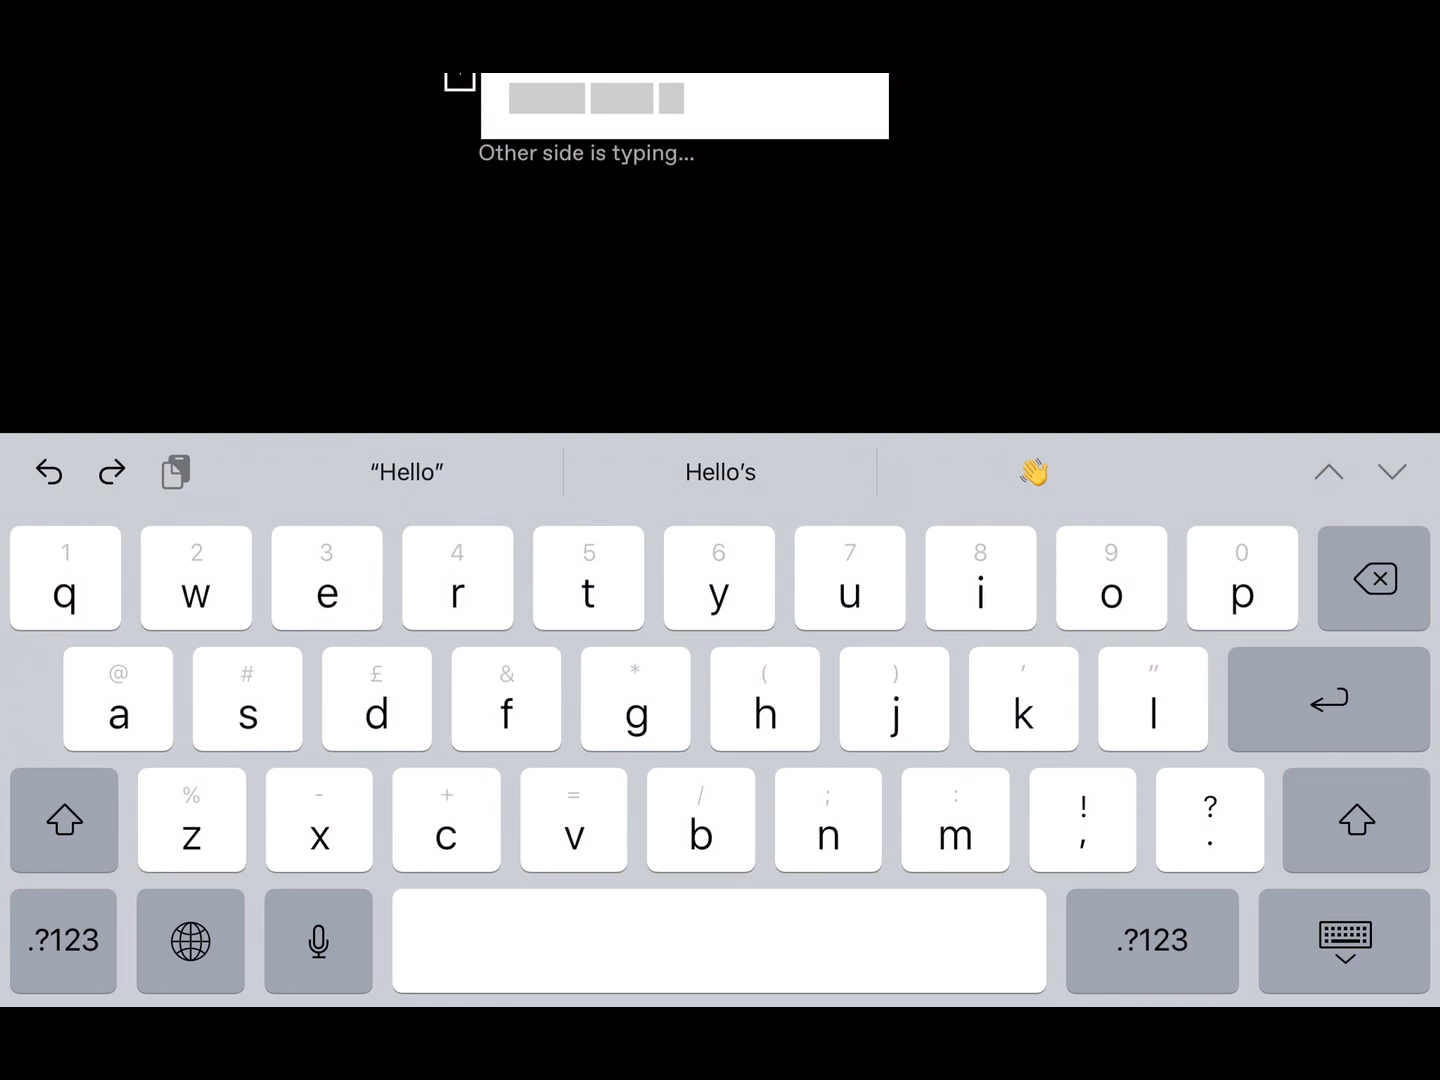 Other side is typing...
“Hello” Hello’s 👋
1 2 3 4 5 6 7 8 9 0
q w e r t y u i o p
@ # £ & * ( ) ' "
a s d f g h j k l
% - + = / ; : ! ?
z x c v b n m , .
.?123 .?123